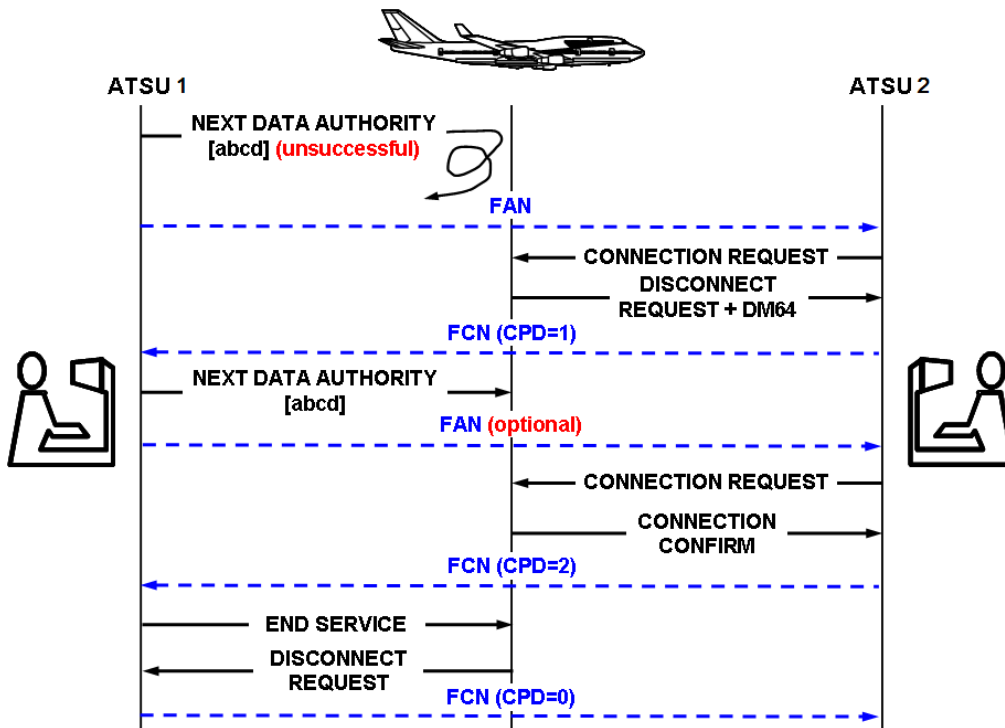 ATSU 1
ATSU 2
NEXT DATA AUTHORITY
[abcd] (unsuccessful)
FAN
CONNECTION REQUEST
DISCONNECT
REQUEST + DM64
FCN (CPD=1)
NEXT DATA AUTHORITY
[abcd]
FAN (optional)
CONNECTION REQUEST
CONNECTION
CONFIRM
FCN (CPD=2)
END SERVICE
DISCONNECT
REQUEST
FCN (CPD=0)